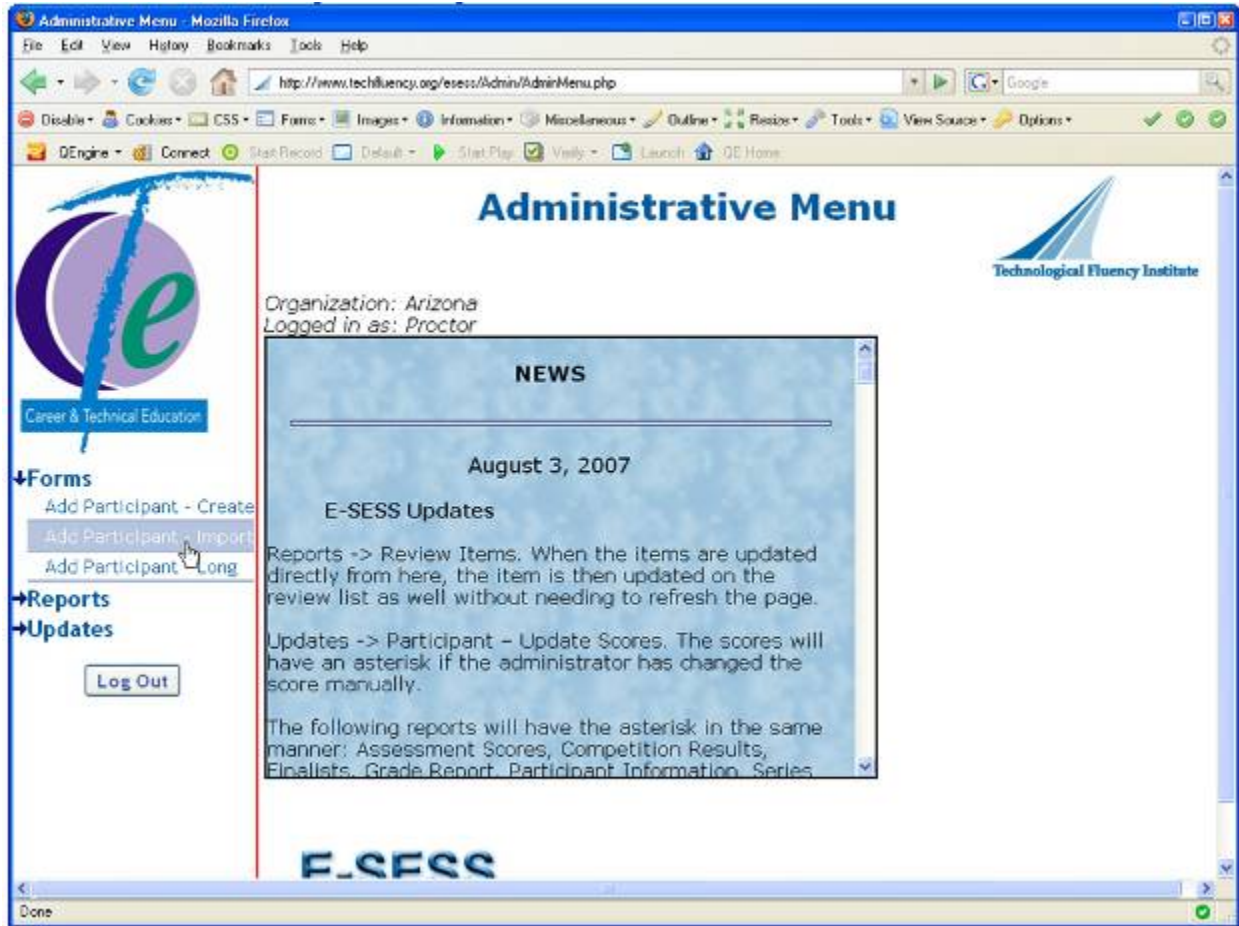 Administrative Menu - Mozilla Firefox
File Edit View History Bookmarks Tools Help
http://www.techfluency.org/esess/Admin/AdminMenu.php
Google
Disable Cookies CSS Forms Images Information Miscellaneous Outline Resize Tools View Source Options
QEngine Connect Start Record Default Start Play Verify Launch QE Home
Administrative Menu
Technological Fluency Institute
Organization: Arizona
Logged in as: Proctor
NEWS
August 3, 2007
E-SESS Updates
Reports -> Review Items. When the items are updated
directly from here, the item is then updated on the
review list as well without needing to refresh the page.
Updates -> Participant – Update Scores. The scores will
have an asterisk if the administrator has changed the
score manually.
The following reports will have the asterisk in the same
manner: Assessment Scores, Competition Results,
Finalists, Grade Report, Participant Information, Series
CTe
Career & Technical Education
Forms
Add Participant - Create
Add Participant - Import
Add Participant - Long
Reports
Updates
Log Out
E-SESS
Done